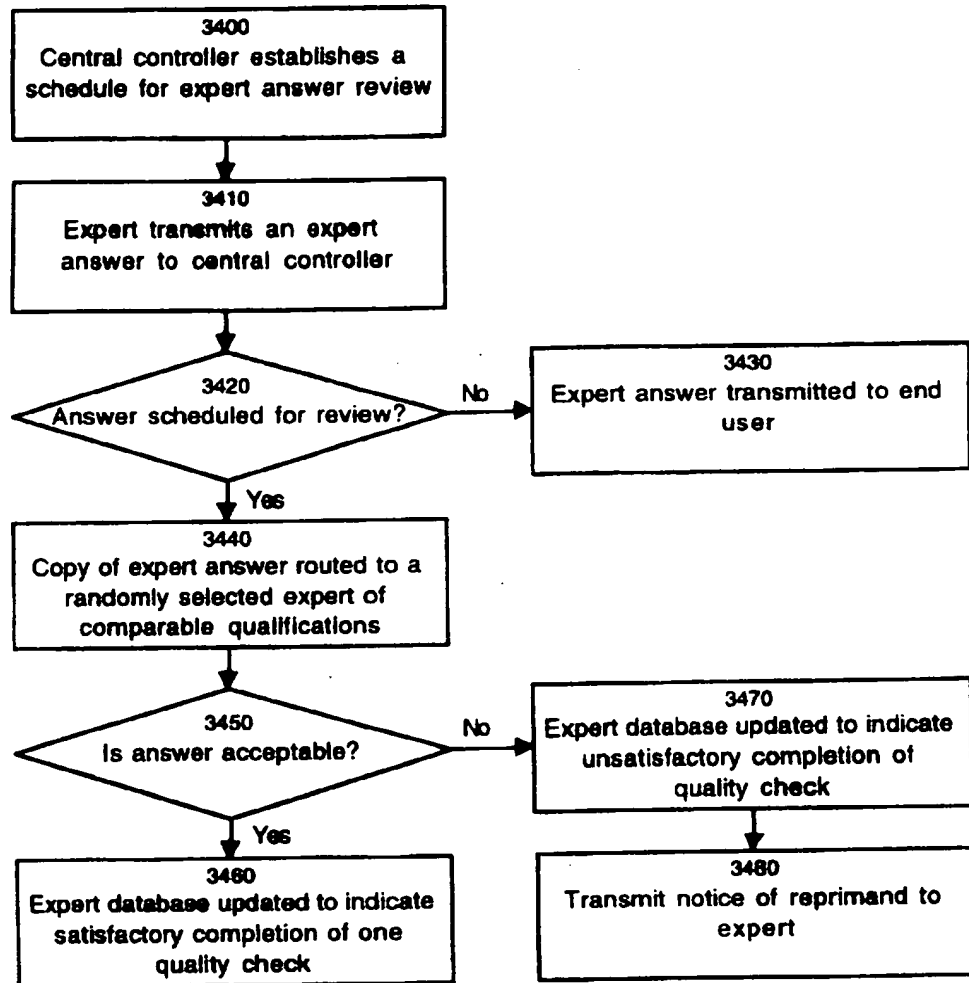 3400
Central controller establishes a
schedule for expert answer review
3410
Expert transmits an expert
answer to central controller
3420
Answer scheduled for review?
No
3430
Expert answer transmitted to end
user
Yes
3440
Copy of expert answer routed to a
randomly selected expert of
comparable qualifications
3450
Is answer acceptable?
No
3470
Expert database updated to indicate
unsatisfactory completion of
quality check
Yes
3460
Expert database updated to indicate
satisfactory completion of one
quality check
3480
Transmit notice of reprimand to
expert